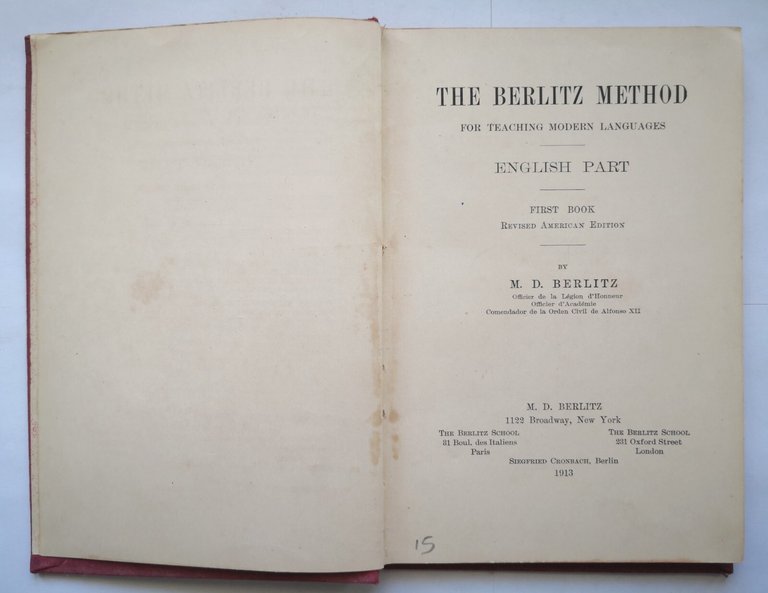 THE BERLITZ METHOD
FOR TEACHING MODERN LANGUAGES
ENGLISH PART
FIRST BOOK
REVISED AMERICAN EDITION
BY
M. D. BERLITZ
Officier de la Légion d'Honneur
Officier d'Académie
Comendador de la Orden Civil de Alfonso XII
M. D. BERLITZ
1122 Broadway, New York
THE BERLITZ SCHOOL
31 Boul. des Italiens
Paris
THE BERLITZ SCHOOL
231 Oxford Street
London
SIEGFRIED CRONBACH, Berlin
1913
15